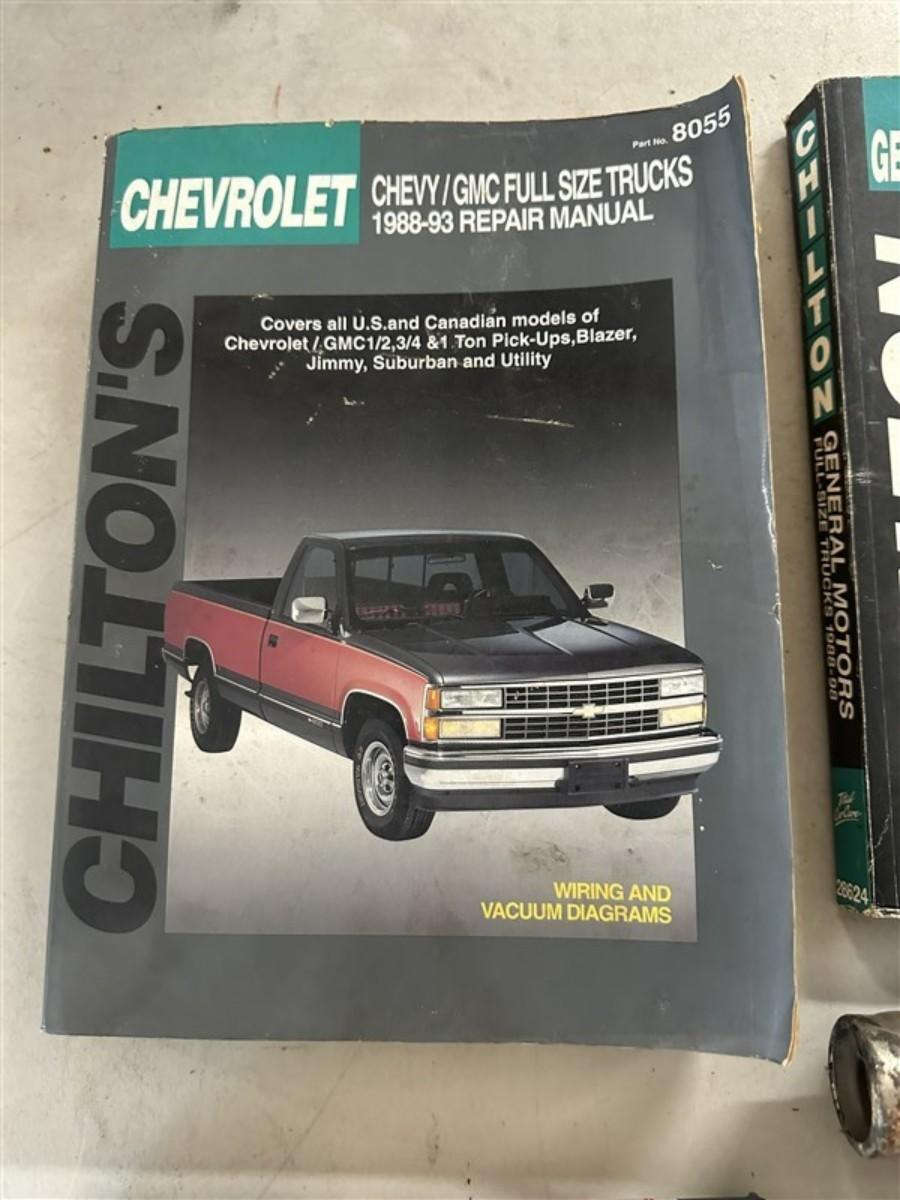 Part No. 8055
CHEVROLET
CHEVY/GMC FULL SIZE TRUCKS
1988-93 REPAIR MANUAL
CHILTON'S
Covers all U.S.and Canadian models of
Chevrolet/GMC1/2,3/4 &1 Ton Pick-Ups,Blazer,
Jimmy, Suburban and Utility
WIRING AND
VACUUM DIAGRAMS
CHILTON
GENERAL MOTORS
FULL-SIZE TRUCKS 1988-98
28624
GE